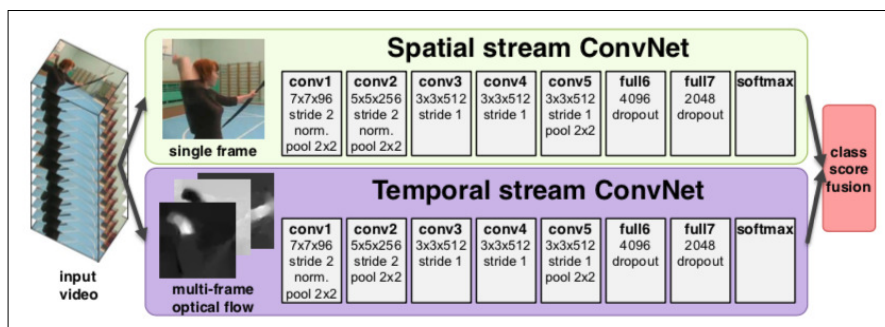 Spatial stream ConvNet
single frame
conv1
7x7x96
stride 2
norm.
pool 2x2
conv2
5x5x256
stride 2
norm.
pool 2x2
conv3
3x3x512
stride 1
conv4
3x3x512
stride 1
conv5
3x3x512
stride 1
pool 2x2
full6
4096
dropout
full7
2048
dropout
softmax
Temporal stream ConvNet
input
video
multi-frame
optical flow
conv1
7x7x96
stride 2
norm.
pool 2x2
conv2
5x5x256
stride 2
pool 2x2
conv3
3x3x512
stride 1
conv4
3x3x512
stride 1
conv5
3x3x512
stride 1
pool 2x2
full6
4096
dropout
full7
2048
dropout
softmax
class
score
fusion